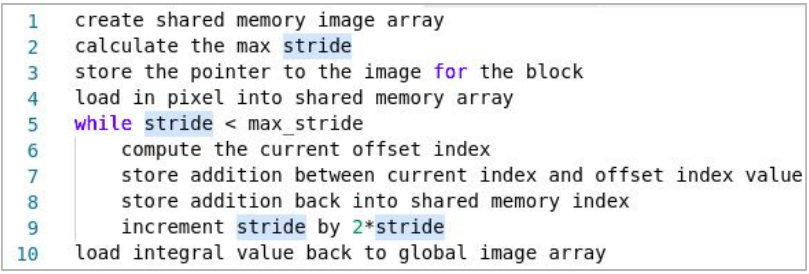 1 create shared memory image array
2 calculate the max stride
3 store the pointer to the image for the block
4 load in pixel into shared memory array
5 while stride < max_stride
6 compute the current offset index
7 store addition between current index and offset index value
8 store addition back into shared memory index
9 increment stride by 2*stride
10 load integral value back to global image array